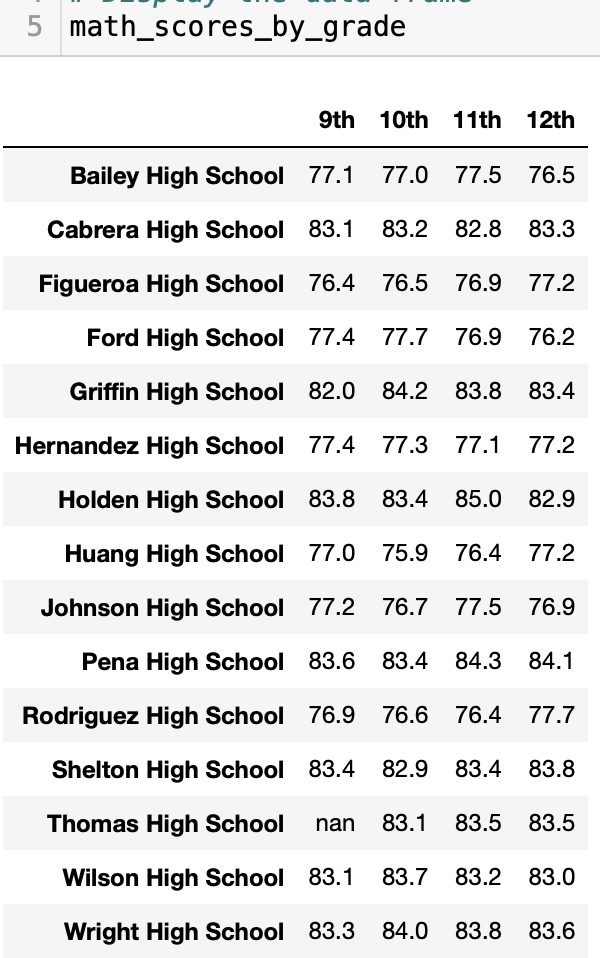 # Display the data frame
5 math_scores_by_grade
9th 10th 11th 12th
Bailey High School 77.1 77.0 77.5 76.5
Cabrera High School 83.1 83.2 82.8 83.3
Figueroa High School 76.4 76.5 76.9 77.2
Ford High School 77.4 77.7 76.9 76.2
Griffin High School 82.0 84.2 83.8 83.4
Hernandez High School 77.4 77.3 77.1 77.2
Holden High School 83.8 83.4 85.0 82.9
Huang High School 77.0 75.9 76.4 77.2
Johnson High School 77.2 76.7 77.5 76.9
Pena High School 83.6 83.4 84.3 84.1
Rodriguez High School 76.9 76.6 76.4 77.7
Shelton High School 83.4 82.9 83.4 83.8
Thomas High School nan 83.1 83.5 83.5
Wilson High School 83.1 83.7 83.2 83.0
Wright High School 83.3 84.0 83.8 83.6